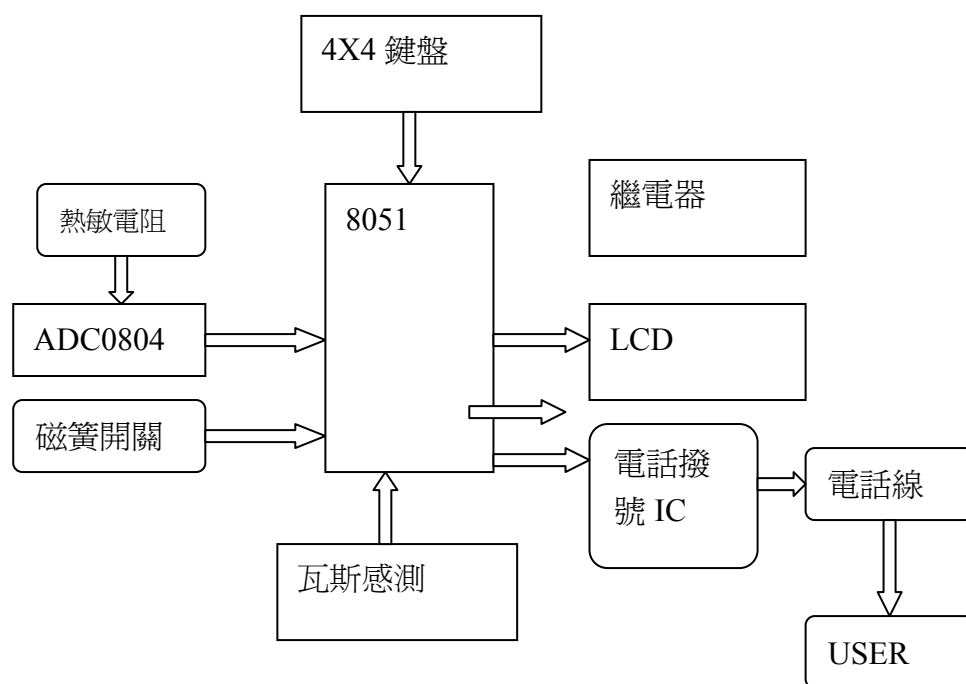 4X4 鍵盤
8051
繼電器
熱敏電阻
ADC0804
LCD
磁簧開關
電話撥
號 IC
電話線
瓦斯感測
USER